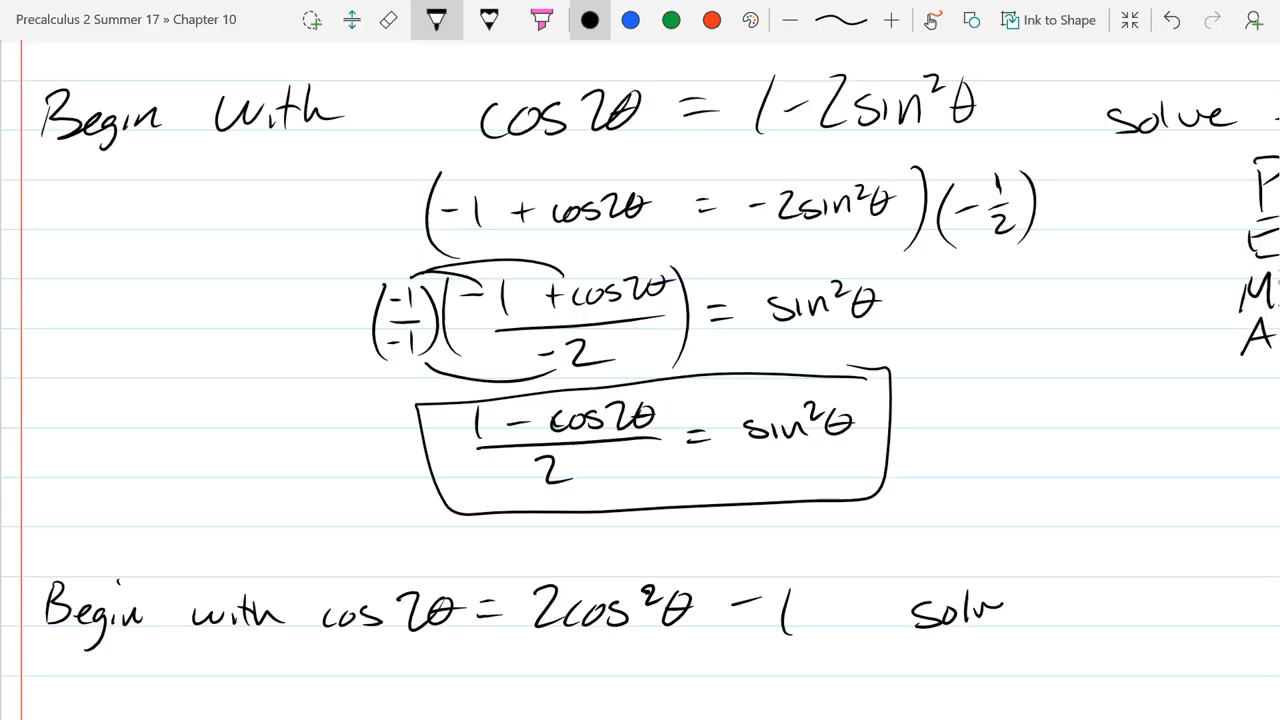 Precalculus 2 Summer 17 » Chapter 10
Ink to Shape
Begin with cos2θ = 1 - 2sin²θ solve
(-1 + cos2θ = -2sin²θ)(-1/2)
(-1/-1)((-1 + cos2θ)/-2) = sin²θ
(1 - cos2θ)/2 = sin²θ
P
E
M
A
Begin with cos2θ = 2cos²θ - 1 solv